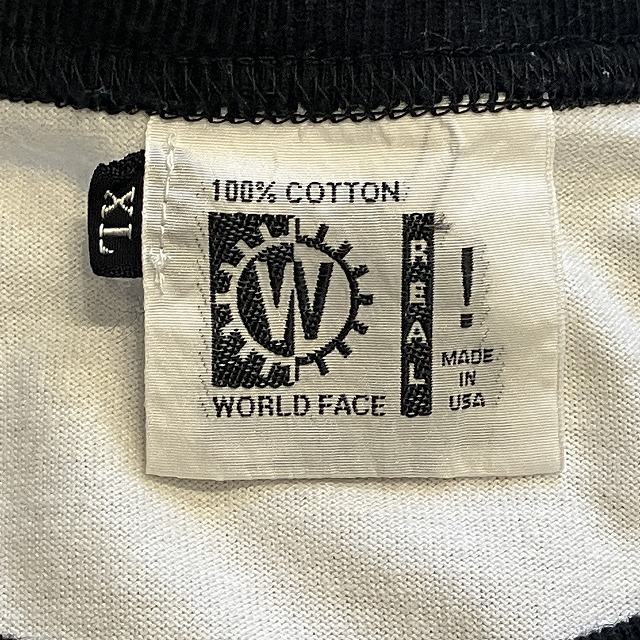 100% COTTON
XL
W
REAL
!
MADE
IN
USA
WORLD FACE